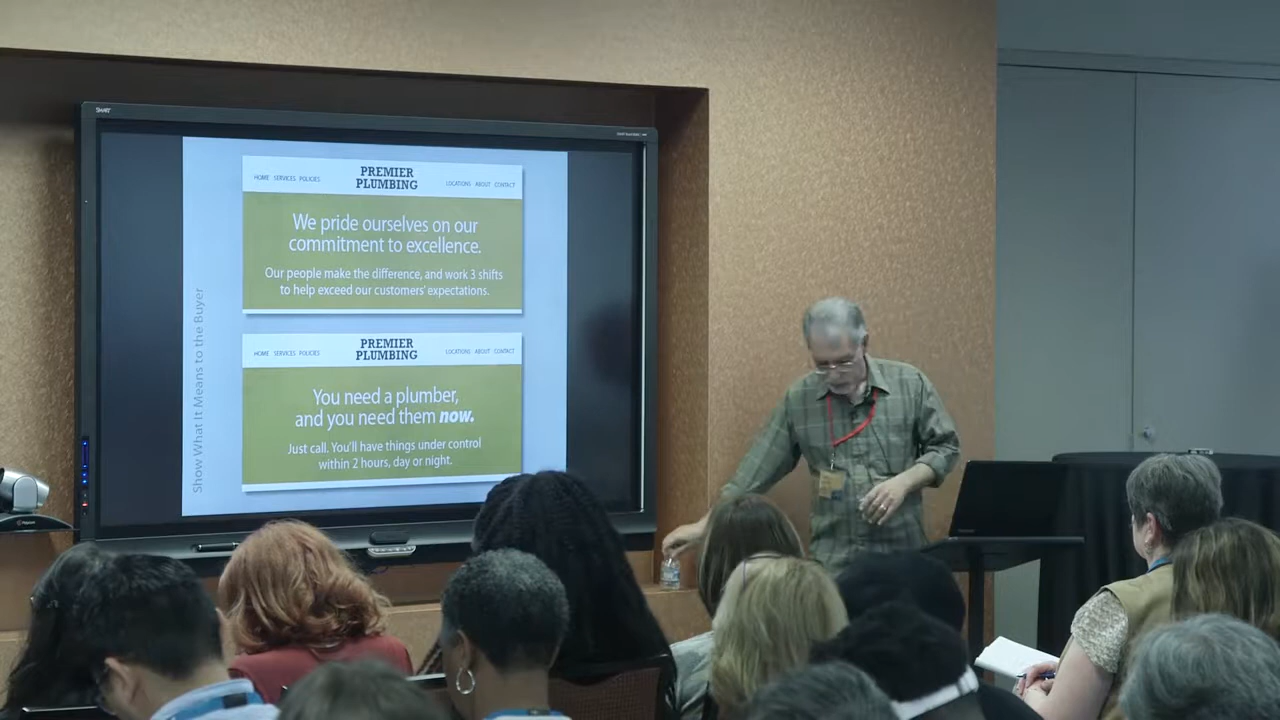 SMART
Show What It Means to the Buyer
HOME SERVICES POLICIES
PREMIER
PLUMBING
LOCATIONS ABOUT CONTACT
We pride ourselves on our
commitment to excellence.
Our people make the difference, and work 3 shifts
to help exceed our customers' expectations.
HOME SERVICES POLICIES
PREMIER
PLUMBING
LOCATIONS ABOUT CONTACT
You need a plumber,
and you need them now.
Just call. You'll have things under control
within 2 hours, day or night.